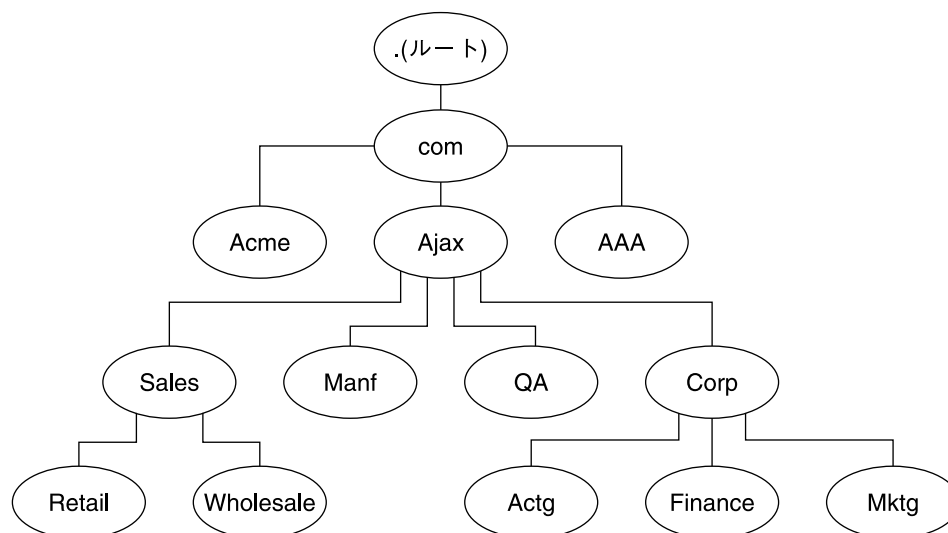 .(ルート)
com
Acme
Ajax
AAA
Sales
Manf
QA
Corp
Retail
Wholesale
Actg
Finance
Mktg